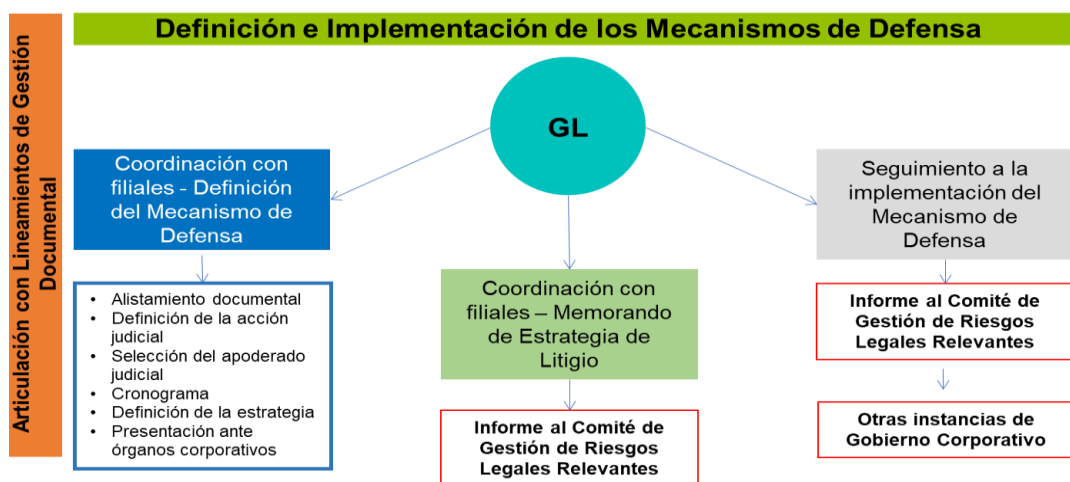 Definición e Implementación de los Mecanismos de Defensa
Articulación con Lineamientos de Gestión
Documental
GL
Coordinación con
filiales - Definición
del Mecanismo de
Defensa
• Alistamiento documental
• Definición de la acción
judicial
• Selección del apoderado
judicial
• Cronograma
• Definición de la estrategia
• Presentación ante
órganos corporativos
Coordinación con
filiales – Memorando
de Estrategia de
Litigio
Informe al Comité de
Gestión de Riesgos
Legales Relevantes
Seguimiento a la
implementación del
Mecanismo de
Defensa
Informe al Comité de
Gestión de Riesgos
Legales Relevantes
Otras instancias de
Gobierno Corporativo